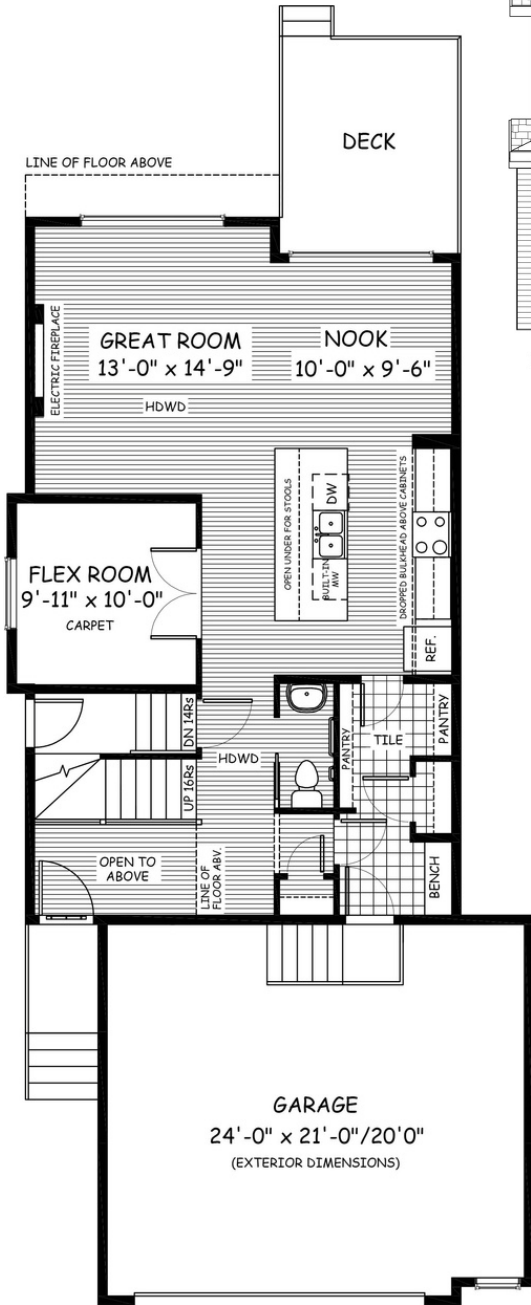 DECK
LINE OF FLOOR ABOVE
ELECTRIC FIREPLACE
GREAT ROOM
13'-0" x 14'-9"
NOOK
10'-0" x 9'-6"
HDWD
OPEN UNDER FOR STOOLS
DW
BUILT-IN
MW
DROPPED BULKHEAD ABOVE CABINETS
REF.
FLEX ROOM
9'-11" x 10'-0"
CARPET
DN 14Rs
UP 16Rs
HDWD
PANTRY
TILE
PANTRY
OPEN TO
ABOVE
LINE OF
FLOOR ABV.
BENCH
GARAGE
24'-0" x 21'-0"/20'0"
(EXTERIOR DIMENSIONS)